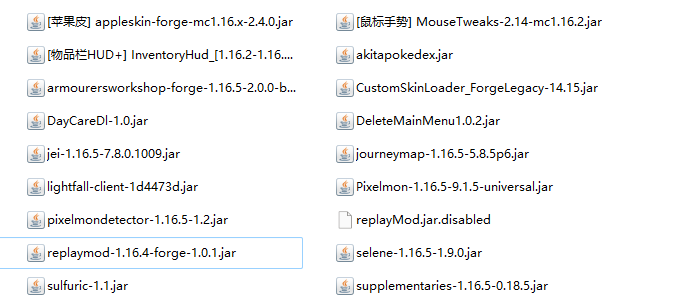 [苹果皮] appleskin-forge-mc1.16.x-2.4.0.jar
[鼠标手势] MouseTweaks-2.14-mc1.16.2.jar
[物品栏HUD+] InventoryHud_[1.16.2-1.16....
akitapokedex.jar
armourersworkshop-forge-1.16.5-2.0.0-b...
CustomSkinLoader_ForgeLegacy-14.15.jar
DayCareDl-1.0.jar
DeleteMainMenu1.0.2.jar
jei-1.16.5-7.8.0.1009.jar
journeymap-1.16.5-5.8.5p6.jar
lightfall-client-1d4473d.jar
Pixelmon-1.16.5-9.1.5-universal.jar
pixelmondetector-1.16.5-1.2.jar
replayMod.jar.disabled
replaymod-1.16.4-forge-1.0.1.jar
selene-1.16.5-1.9.0.jar
sulfuric-1.1.jar
supplementaries-1.16.5-0.18.5.jar